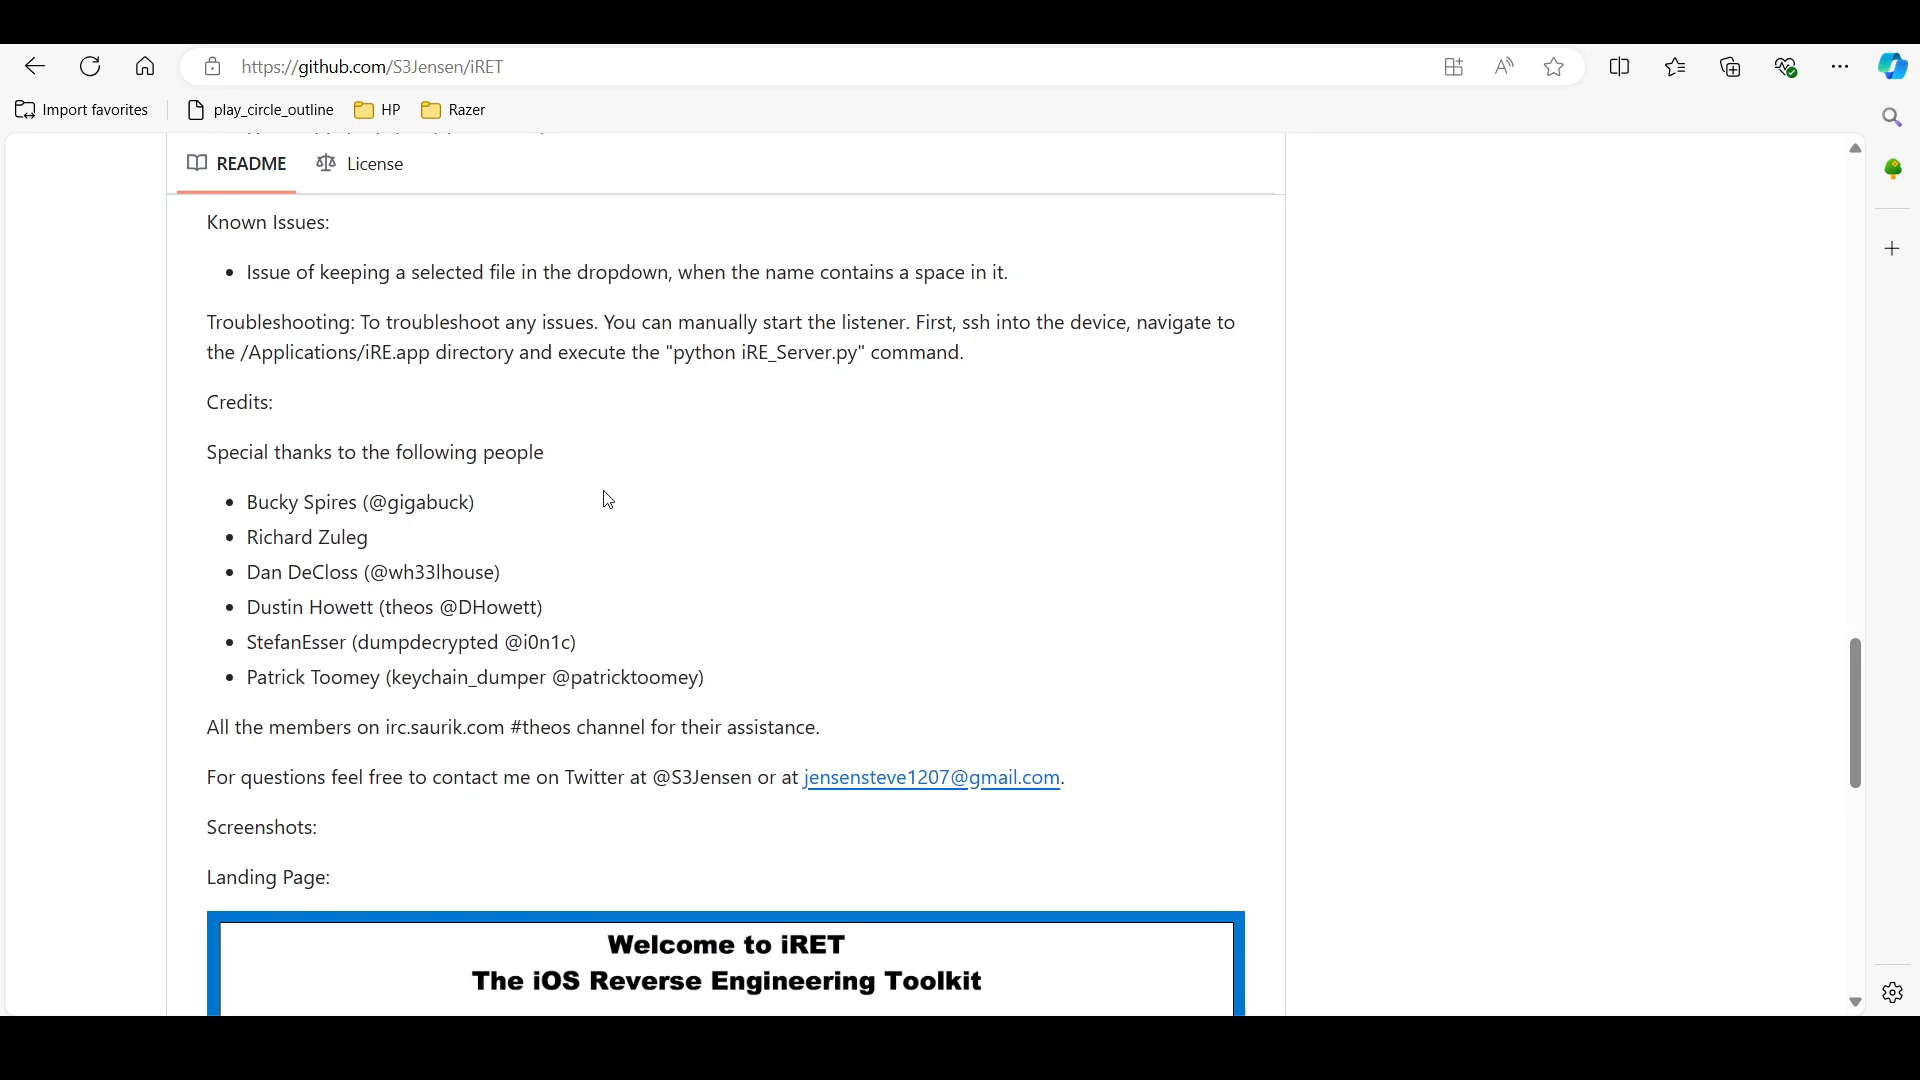 https://github.com/S3Jensen/iRET
Import favorites
play_circle_outline
HP
Razer
README
License
Known Issues:
• Issue of keeping a selected file in the dropdown, when the name contains a space in it.
Troubleshooting: To troubleshoot any issues. You can manually start the listener. First, ssh into the device, navigate to
the /Applications/iRE.app directory and execute the "python iRE_Server.py" command.
Credits:
Special thanks to the following people
• Bucky Spires (@gigabuck)
• Richard Zuleg
• Dan DeCloss (@wh33lhouse)
• Dustin Howett (theos @DHowett)
• StefanEsser (dumpdecrypted @i0n1c)
• Patrick Toomey (keychain_dumper @patricktoomey)
All the members on irc.saurik.com #theos channel for their assistance.
For questions feel free to contact me on Twitter at @S3Jensen or at jensensteve1207@gmail.com.
Screenshots:
Landing Page:
Welcome to iRET
The iOS Reverse Engineering Toolkit